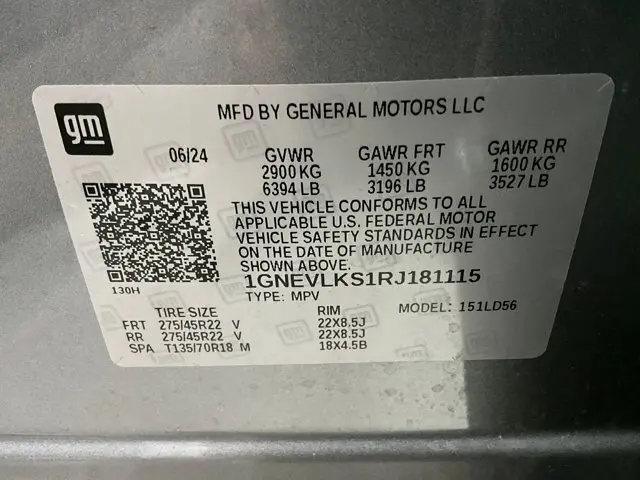 gm
MFD BY GENERAL MOTORS LLC
06/24 GVWR GAWR FRT GAWR RR
2900 KG 1450 KG 1600 KG
6394 LB 3196 LB 3527 LB
THIS VEHICLE CONFORMS TO ALL
APPLICABLE U.S. FEDERAL MOTOR
VEHICLE SAFETY STANDARDS IN EFFECT
ON THE DATE OF MANUFACTURE
SHOWN ABOVE.
130H
1GNEVLKS1RJ181115
TYPE: MPV MODEL: 151LD56
TIRE SIZE RIM
FRT 275/45R22 V 22X8.5J
RR 275/45R22 V 22X8.5J
SPA T135/70R18 M 18X4.5B